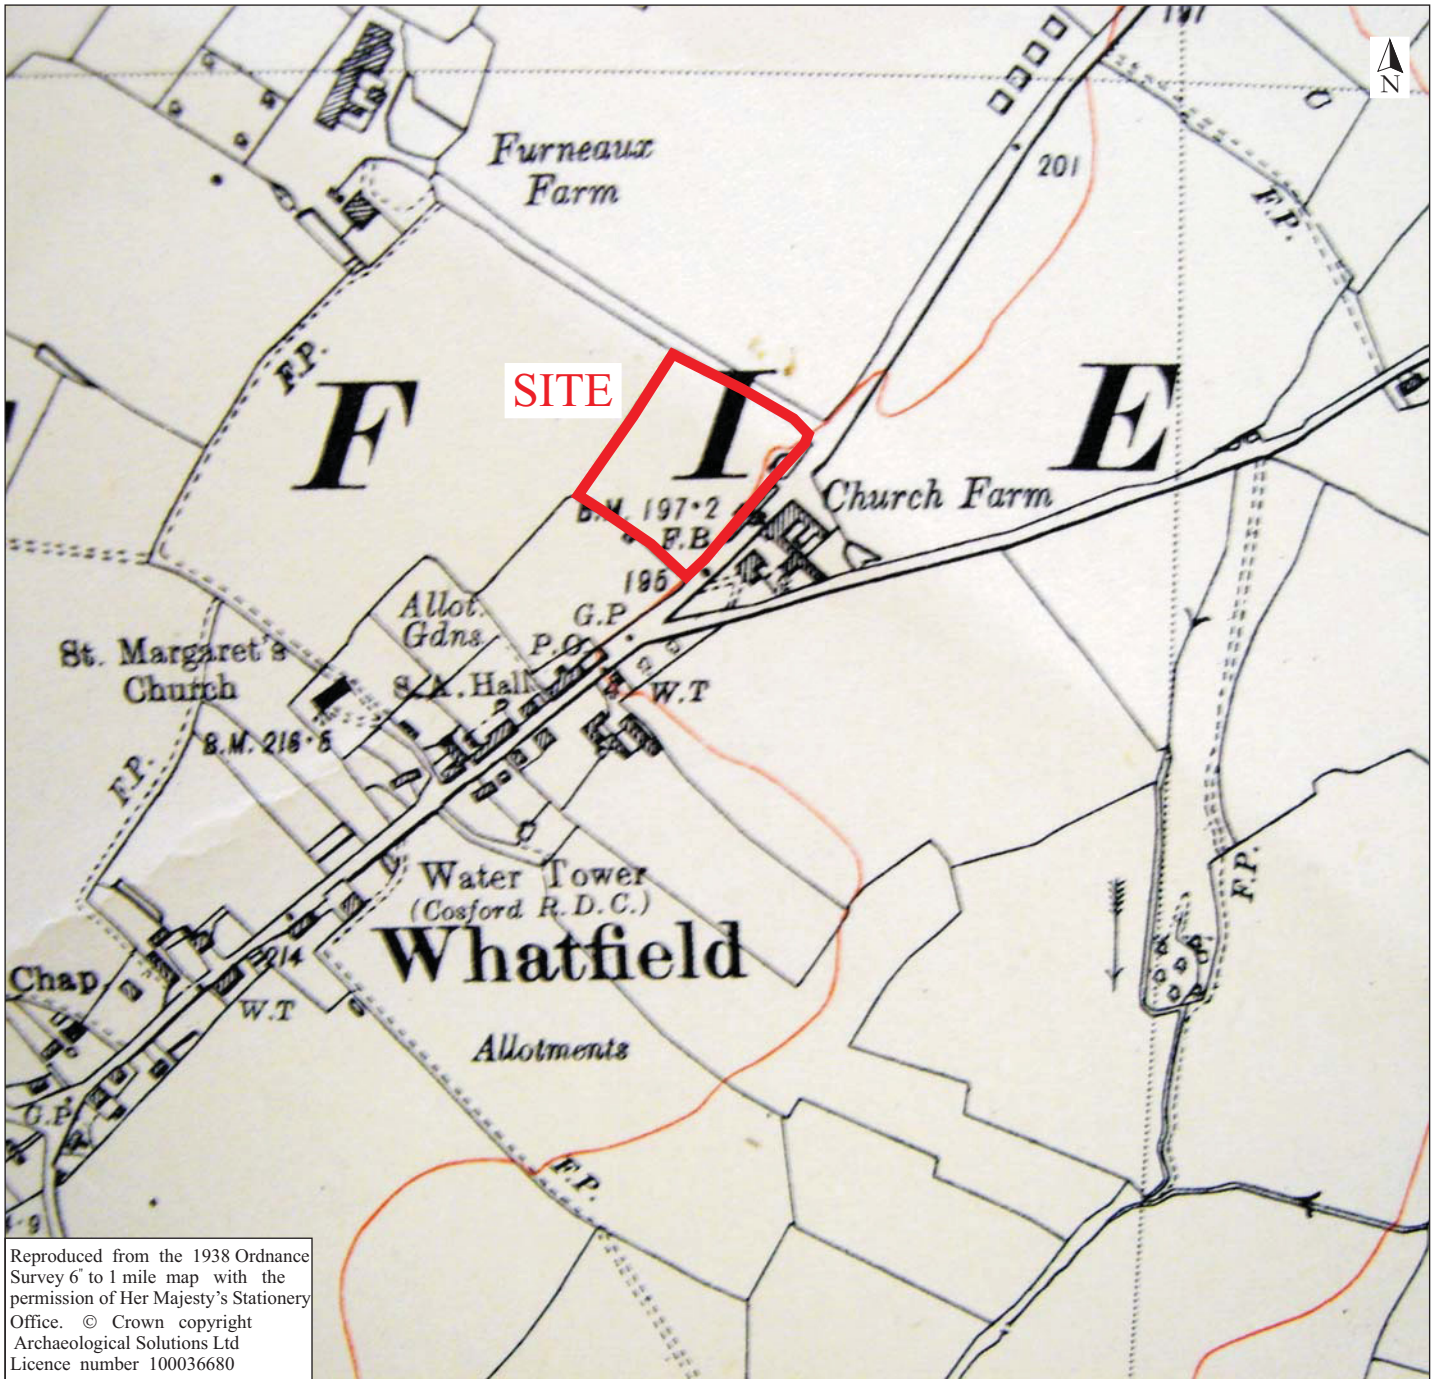 197
N
Furneaux
Farm
201
F.P.
F.P.
SITE
F I E
Church Farm
B.M. 197·2
F.B
195
Allot.
Gdns
G.P
P.O.
St. Margaret's
Church
S.A. Hall
W.T
B.M. 216·5
F.P.
Water Tower
(Cosford R.D.C.)
F.P.
Whatfield
214
Chap.
W.T
Allotments
G.P
F.P.
Reproduced from the 1938 Ordnance
Survey 6" to 1 mile map with the
permission of Her Majesty's Stationery
Office. © Crown copyright
Archaeological Solutions Ltd
Licence number 100036680